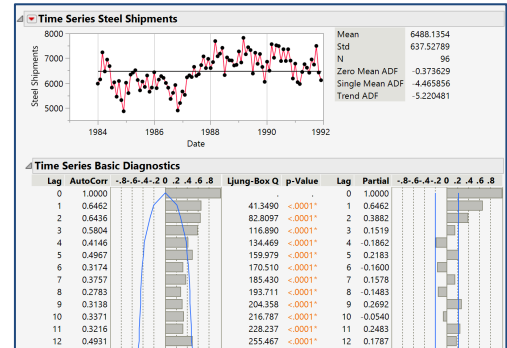 Time Series Steel Shipments
8000
7000
6000
5000
Steel Shipments
1984 1986 1988 1990 1992
Date
Mean 6488.1354
Std 637.52789
N 96
Zero Mean ADF -0.373629
Single Mean ADF -4.465856
Trend ADF -5.220481
Time Series Basic Diagnostics
Lag AutoCorr -.8-.6-.4-.2 0 .2 .4 .6 .8 Ljung-Box Q p-Value Lag Partial -.8-.6-.4-.2 0 .2 .4 .6 .8
0 1.0000 . . 0 1.0000
1 0.6462 41.3490 <.0001* 1 0.6462
2 0.6436 82.8097 <.0001* 2 0.3882
3 0.5804 116.890 <.0001* 3 0.1519
4 0.4146 134.469 <.0001* 4 -0.1862
5 0.4967 159.979 <.0001* 5 0.2183
6 0.3174 170.510 <.0001* 6 -0.1600
7 0.3757 185.430 <.0001* 7 0.1578
8 0.2783 193.711 <.0001* 8 -0.1483
9 0.3138 204.358 <.0001* 9 0.2692
10 0.3371 216.787 <.0001* 10 -0.0540
11 0.3216 228.237 <.0001* 11 0.2483
12 0.4931 255.467 <.0001* 12 0.1787